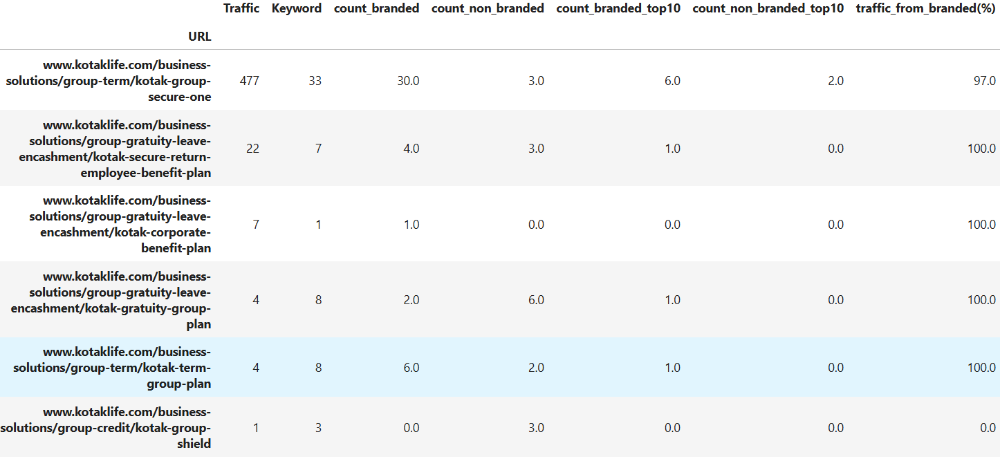 Traffic Keyword count_branded count_non_branded count_branded_top10 count_non_branded_top10 traffic_from_branded(%)
URL
www.kotaklife.com/business-
solutions/group-term/kotak-group- 477 33 30.0 3.0 6.0 2.0 97.0
secure-one
www.kotaklife.com/business-
solutions/group-gratuity-leave-
encashment/kotak-secure-return- 22 7 4.0 3.0 1.0 0.0 100.0
employee-benefit-plan
www.kotaklife.com/business-
solutions/group-gratuity-leave-
encashment/kotak-corporate- 7 1 1.0 0.0 0.0 0.0 100.0
benefit-plan
www.kotaklife.com/business-
solutions/group-gratuity-leave-
encashment/kotak-gratuity-group- 4 8 2.0 6.0 1.0 0.0 100.0
plan
www.kotaklife.com/business-
solutions/group-term/kotak-term- 4 8 6.0 2.0 1.0 0.0 100.0
group-plan
www.kotaklife.com/business-
solutions/group-credit/kotak-group- 1 3 0.0 3.0 0.0 0.0 0.0
shield